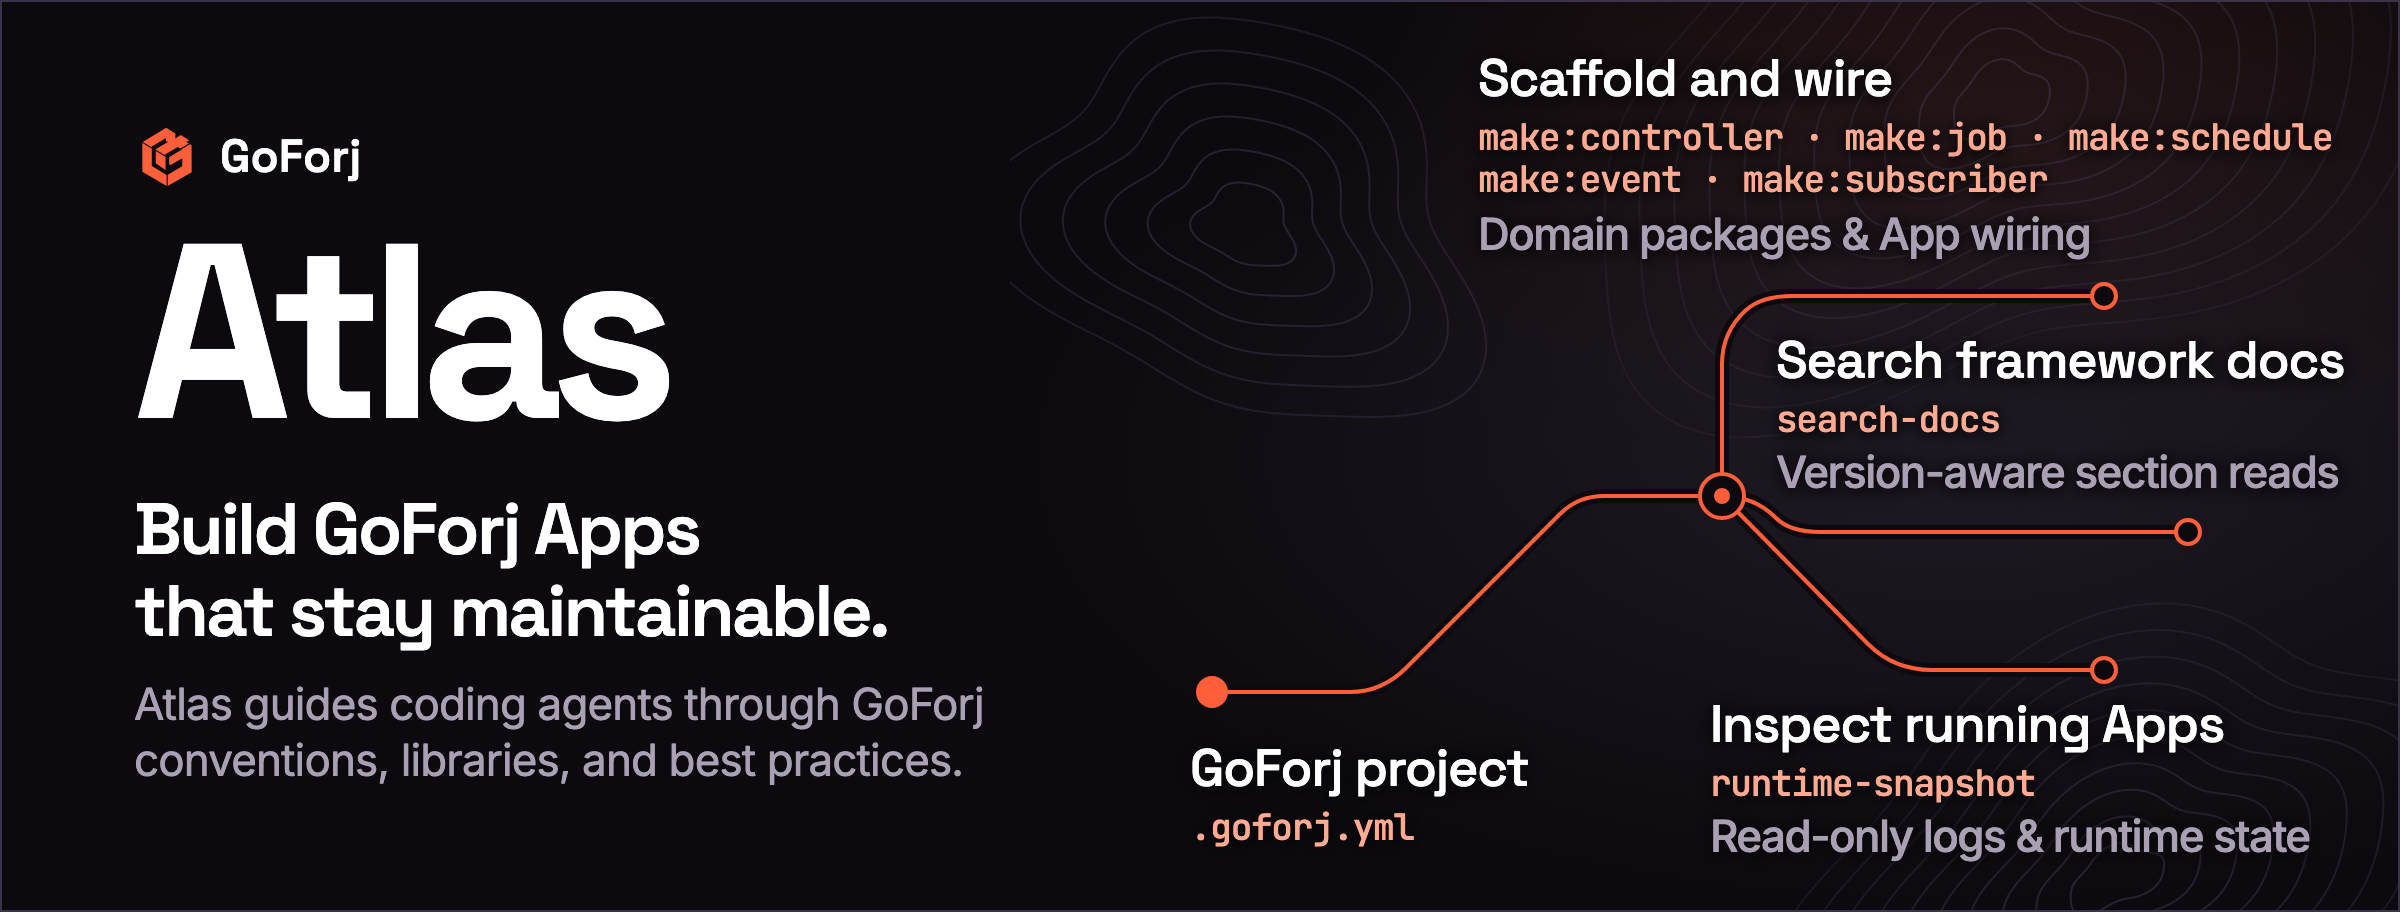 GoForj
Atlas
Build GoForj Apps
that stay maintainable.
Atlas guides coding agents through GoForj
conventions, libraries, and best practices.
Scaffold and wire
make:controller · make:job · make:schedule
make:event · make:subscriber
Domain packages & App wiring
Search framework docs
search-docs
Version-aware section reads
GoForj project
.goforj.yml
Inspect running Apps
runtime-snapshot
Read-only logs & runtime state